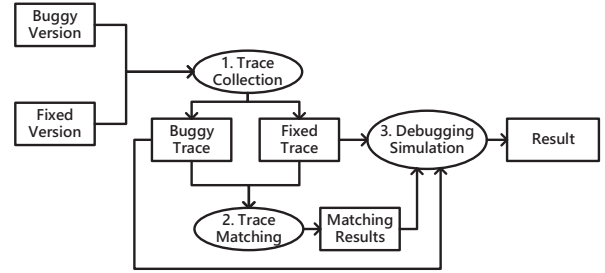 Buggy
Version
1. Trace
Collection
Fixed
Version
Buggy
Trace
Fixed
Trace
3. Debugging
Simulation
Result
2. Trace
Matching
Matching
Results